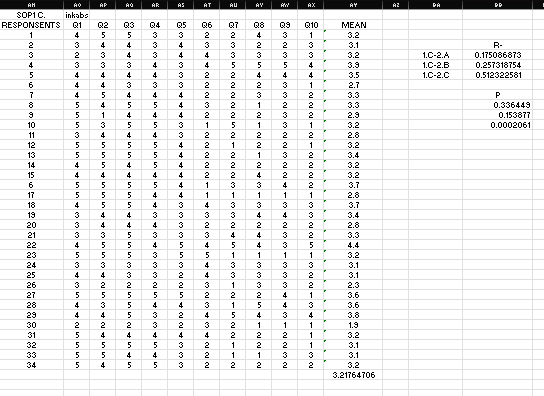 AN AO AP AQ AR AS AT AU AV AW AX AY AZ BA BB
SOP1 C. inkabs
RESPONSENTS Q1 Q2 Q3 Q4 Q5 Q6 Q7 Q8 Q9 Q10 MEAN
1 4 5 5 3 3 2 2 4 3 1 3.2
2 3 4 4 3 4 3 3 2 2 3 3.1 R-
3 2 3 3 4 3 4 4 3 3 3 3.2 1.C-2.A 0.175086873
4 3 4 3 4 4 5 5 5 4 3.9 1.C-2.B 0.257318754
5 4 4 4 4 3 2 2 4 4 4 3.5 1.C-2.C 0.512322581
6 4 4 3 3 3 2 2 2 3 1 2.7
7 4 5 4 4 4 2 2 3 3 2 3.3 P
8 5 4 5 3 2 1 2 2 3.3 0.336449
9 5 1 4 4 4 2 2 2 3 2 2.9 0.153877
10 5 3 5 5 3 1 5 1 3 1 3.2 0.0002061
11 3 4 4 4 3 2 2 2 2 2 2.8
12 5 5 5 5 4 2 1 2 2 1 3.2
13 5 5 5 5 4 2 2 1 3 2 3.4
14 5 4 5 4 4 2 2 2 2 2 3.2
15 4 4 4 4 2 2 4 2 2 3.2
6 5 5 5 5 4 1 3 3 4 2 3.7
17 5 5 5 4 4 1 1 1 1 1 2.8
18 4 5 5 4 3 4 3 3 3 3 3.7
19 3 4 4 3 3 3 4 4 3 3.4
20 3 4 4 4 3 2 2 2 2 2 2.8
21 3 3 5 3 3 3 4 4 3 2 3.3
22 4 5 5 4 5 4 5 4 3 5 4.4
23 5 4 5 5 5 1 1 1 3.2
24 3 3 3 3 3 4 3 3 3 3 3.1
25 4 4 3 3 3 4 3 2 3 2 3.1
26 3 2 2 2 2 3 1 3 3 2 2.3
27 5 5 5 5 5 2 2 2 4 1 3.6
28 4 3 5 4 4 3 1 5 4 3 3.6
29 4 4 5 3 2 4 5 4 3 4 3.8
30 2 2 2 3 2 3 2 1 1 1 1.9
31 5 4 4 4 4 2 2 3 2 2 3.2
32 5 5 5 5 3 2 1 2 2 1 3.1
33 5 5 4 4 3 2 1 1 3 3 3.1
34 5 4 5 5 3 2 2 2 2 2 3.2
3.21764706